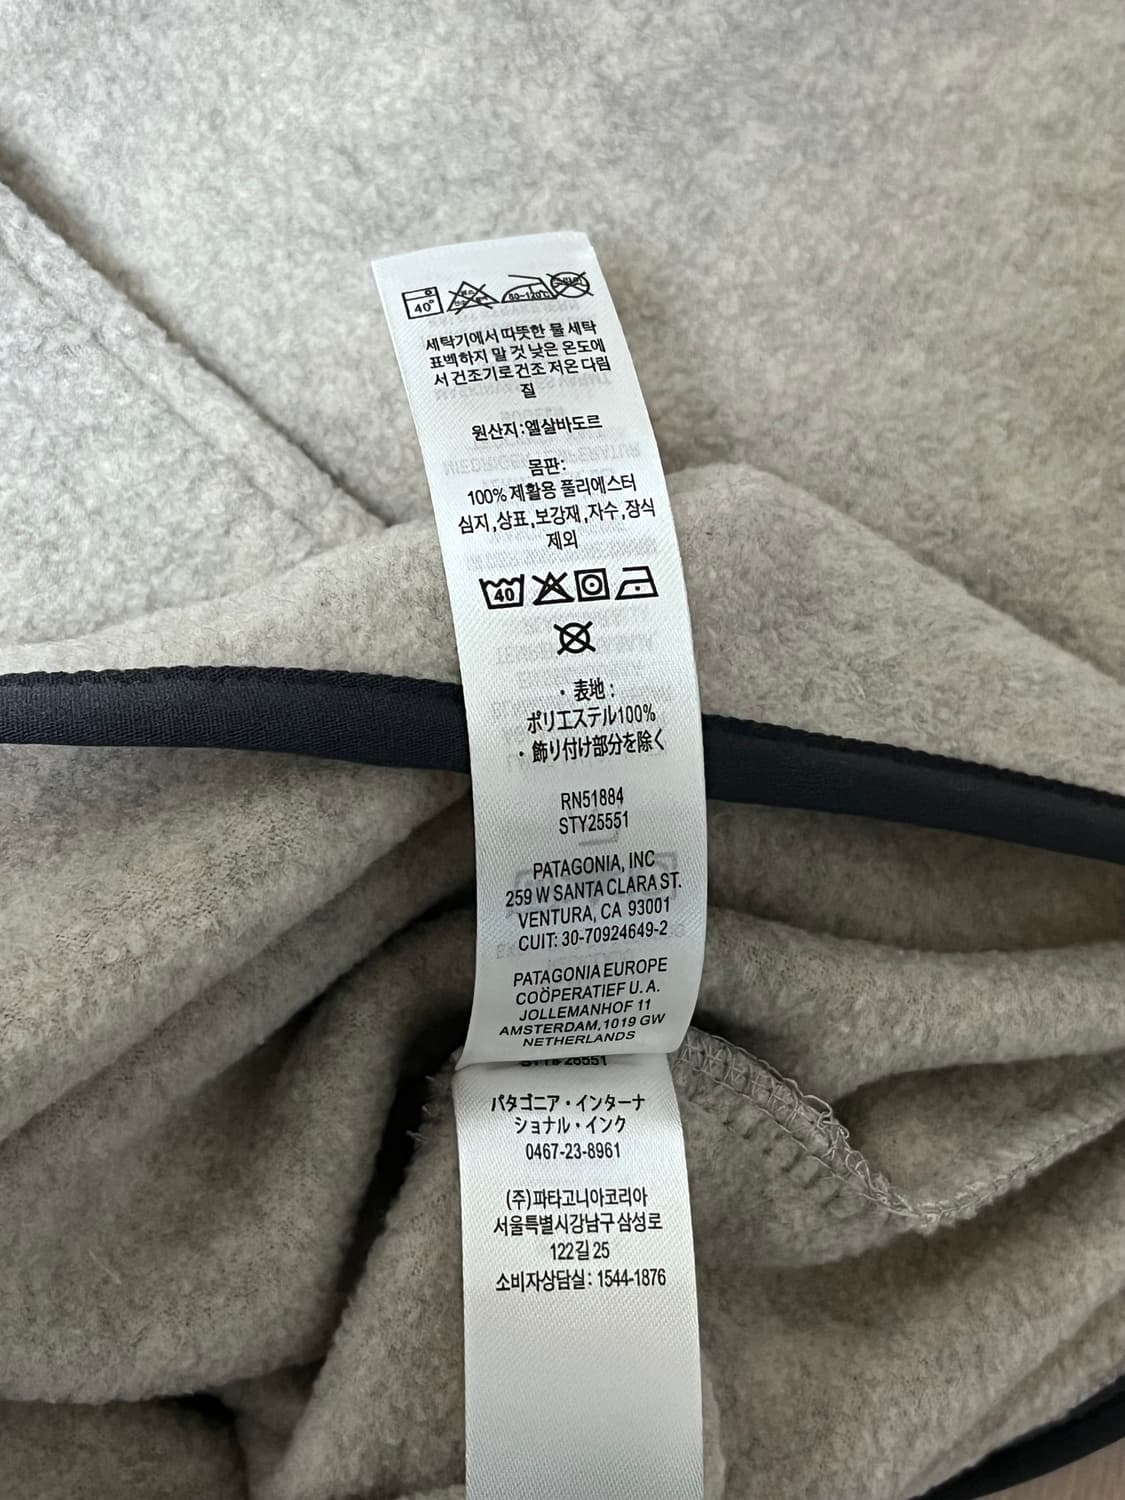 40°
80~120℃
세탁기에서 따뜻한 물 세탁
표벡하지 말 것 낮은 온도에
서 건조기로 건조 저온 다림
질
원산지:엘살바도르
몸판:
100% 제활용 폴리에스터
심지,상표,보강재,자수,장식
제외
40
・表地:
ポリエステル100%
・飾り付け部分を除く
RN51884
STY25551
PATAGONIA, INC
259 W SANTA CLARA ST.
VENTURA, CA 93001
CUIT: 30-70924649-2
PATAGONIA EUROPE
COÖPERATIEF U.A.
JOLLEMANHOF 11
AMSTERDAM,1019 GW
NETHERLANDS
パタゴニア・インターナ
ショナル・インク
0467-23-8961
(주)파타고니아코리아
서울특별시강남구삼성로
122길 25
소비자상담실: 1544-1876